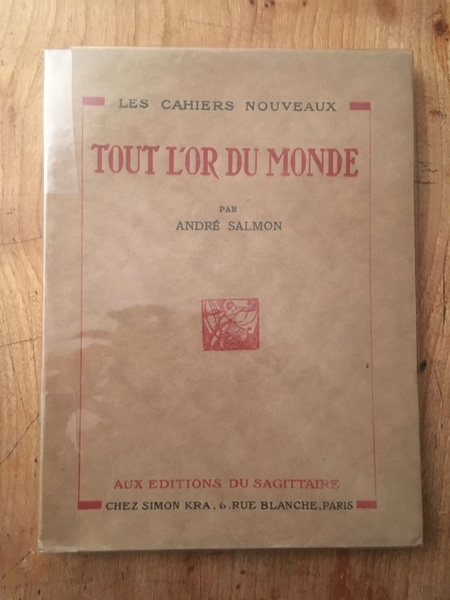 LES CAHIERS NOUVEAUX
TOUT L'OR DU MONDE
PAR
ANDRÉ SALMON
AUX EDITIONS DU SAGITTAIRE
CHEZ SIMON KRA, 6, RUE BLANCHE, PARIS